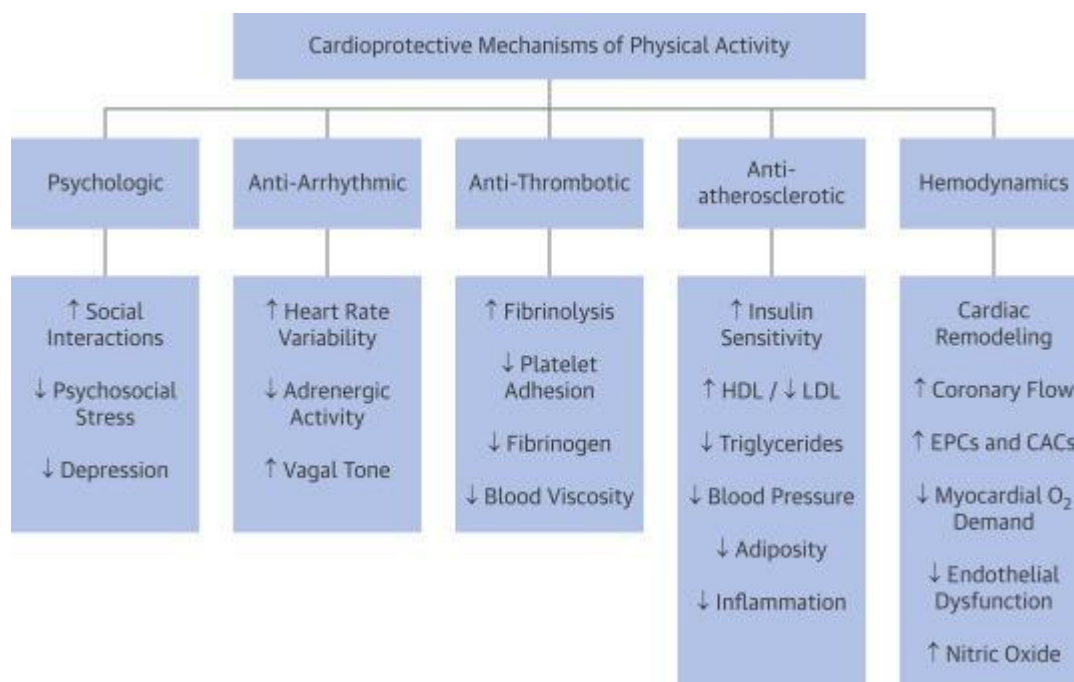 Cardioprotective Mechanisms of Physical Activity
Psychologic
Anti-Arrhythmic
Anti-Thrombotic
Anti-
atherosclerotic
Hemodynamics
↑ Social
Interactions
↓ Psychosocial
Stress
↓ Depression
↑ Heart Rate
Variability
↓ Adrenergic
Activity
↑ Vagal Tone
↑ Fibrinolysis
↓ Platelet
Adhesion
↓ Fibrinogen
↓ Blood Viscosity
↑ Insulin
Sensitivity
↑ HDL / ↓ LDL
↓ Triglycerides
↓ Blood Pressure
↓ Adiposity
↓ Inflammation
Cardiac
Remodeling
↑ Coronary Flow
↑ EPCs and CACs
↓ Myocardial O₂
Demand
↓ Endothelial
Dysfunction
↑ Nitric Oxide